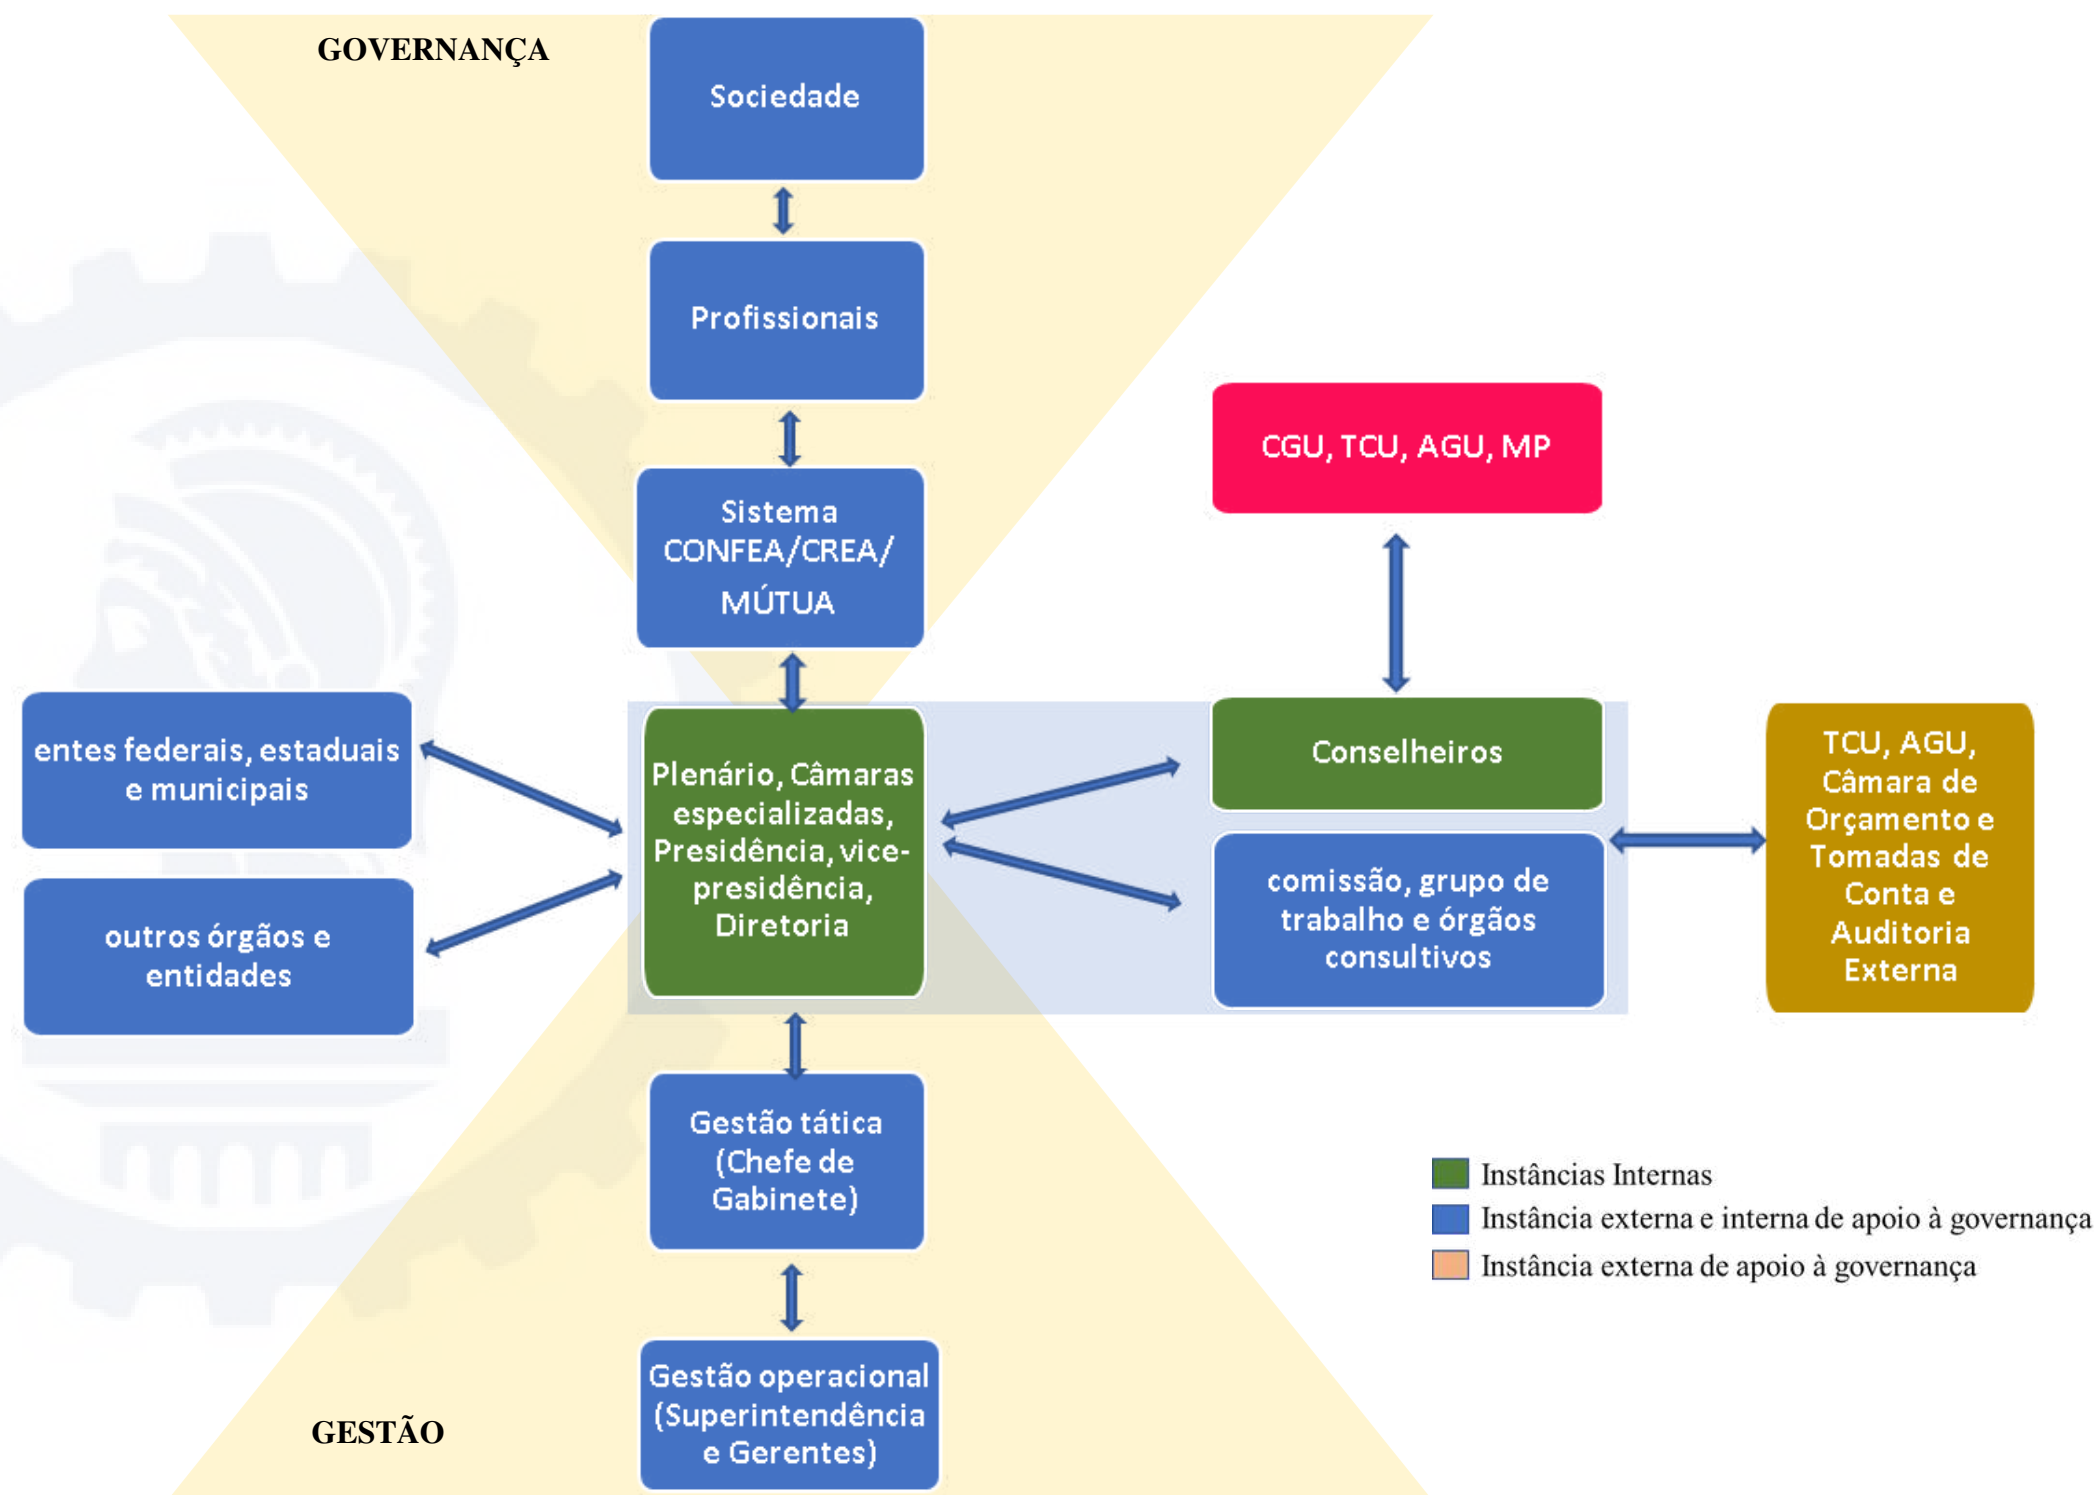 GOVERNANÇA
Sociedade
Profissionais
Sistema
CONFEA/CREA/
MÚTUA
CGU, TCU, AGU, MP
entes federais, estaduais
e municipais
outros órgãos e
entidades
Plenário, Câmaras
especializadas,
Presidência, vice-
presidência,
Diretoria
Conselheiros
comissão, grupo de
trabalho e órgãos
consultivos
TCU, AGU,
Câmara de
Orçamento e
Tomadas de
Conta e
Auditoria
Externa
Gestão tática
(Chefe de
Gabinete)
Gestão operacional
(Superintendência
e Gerentes)
GESTÃO
Instâncias Internas
Instância externa e interna de apoio à governança
Instância externa de apoio à governança